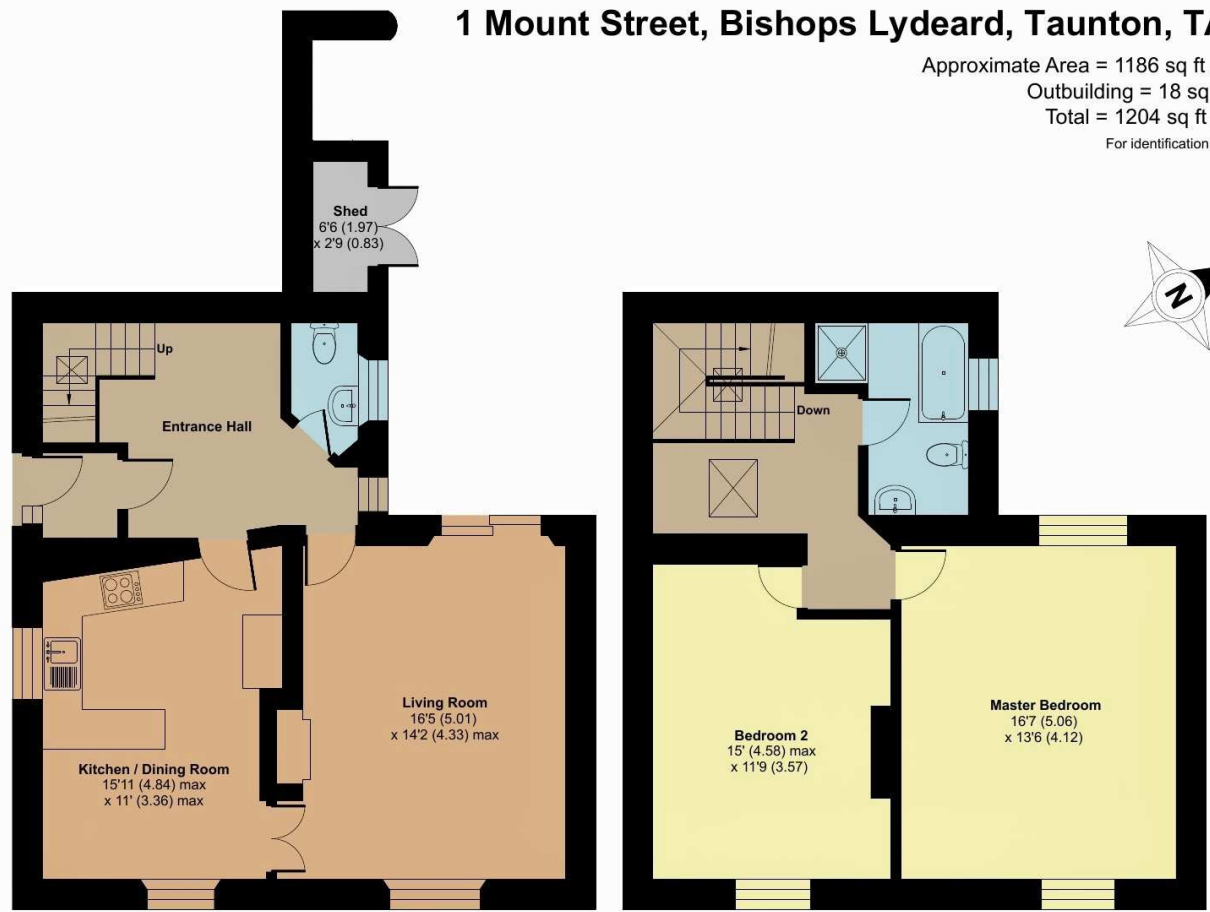 1 Mount Street, Bishops Lydeard, Taunton, TA
Approximate Area = 1186 sq ft
Outbuilding = 18 sq
Total = 1204 sq ft
For identification
Shed
6'6 (1.97)
x 2'9 (0.83)
N
Up
Entrance Hall
Down
Living Room
16'5 (5.01)
x 14'2 (4.33) max
Kitchen / Dining Room
15'11 (4.84) max
x 11' (3.36) max
Master Bedroom
16'7 (5.06)
x 13'6 (4.12)
Bedroom 2
15' (4.58) max
x 11'9 (3.57)